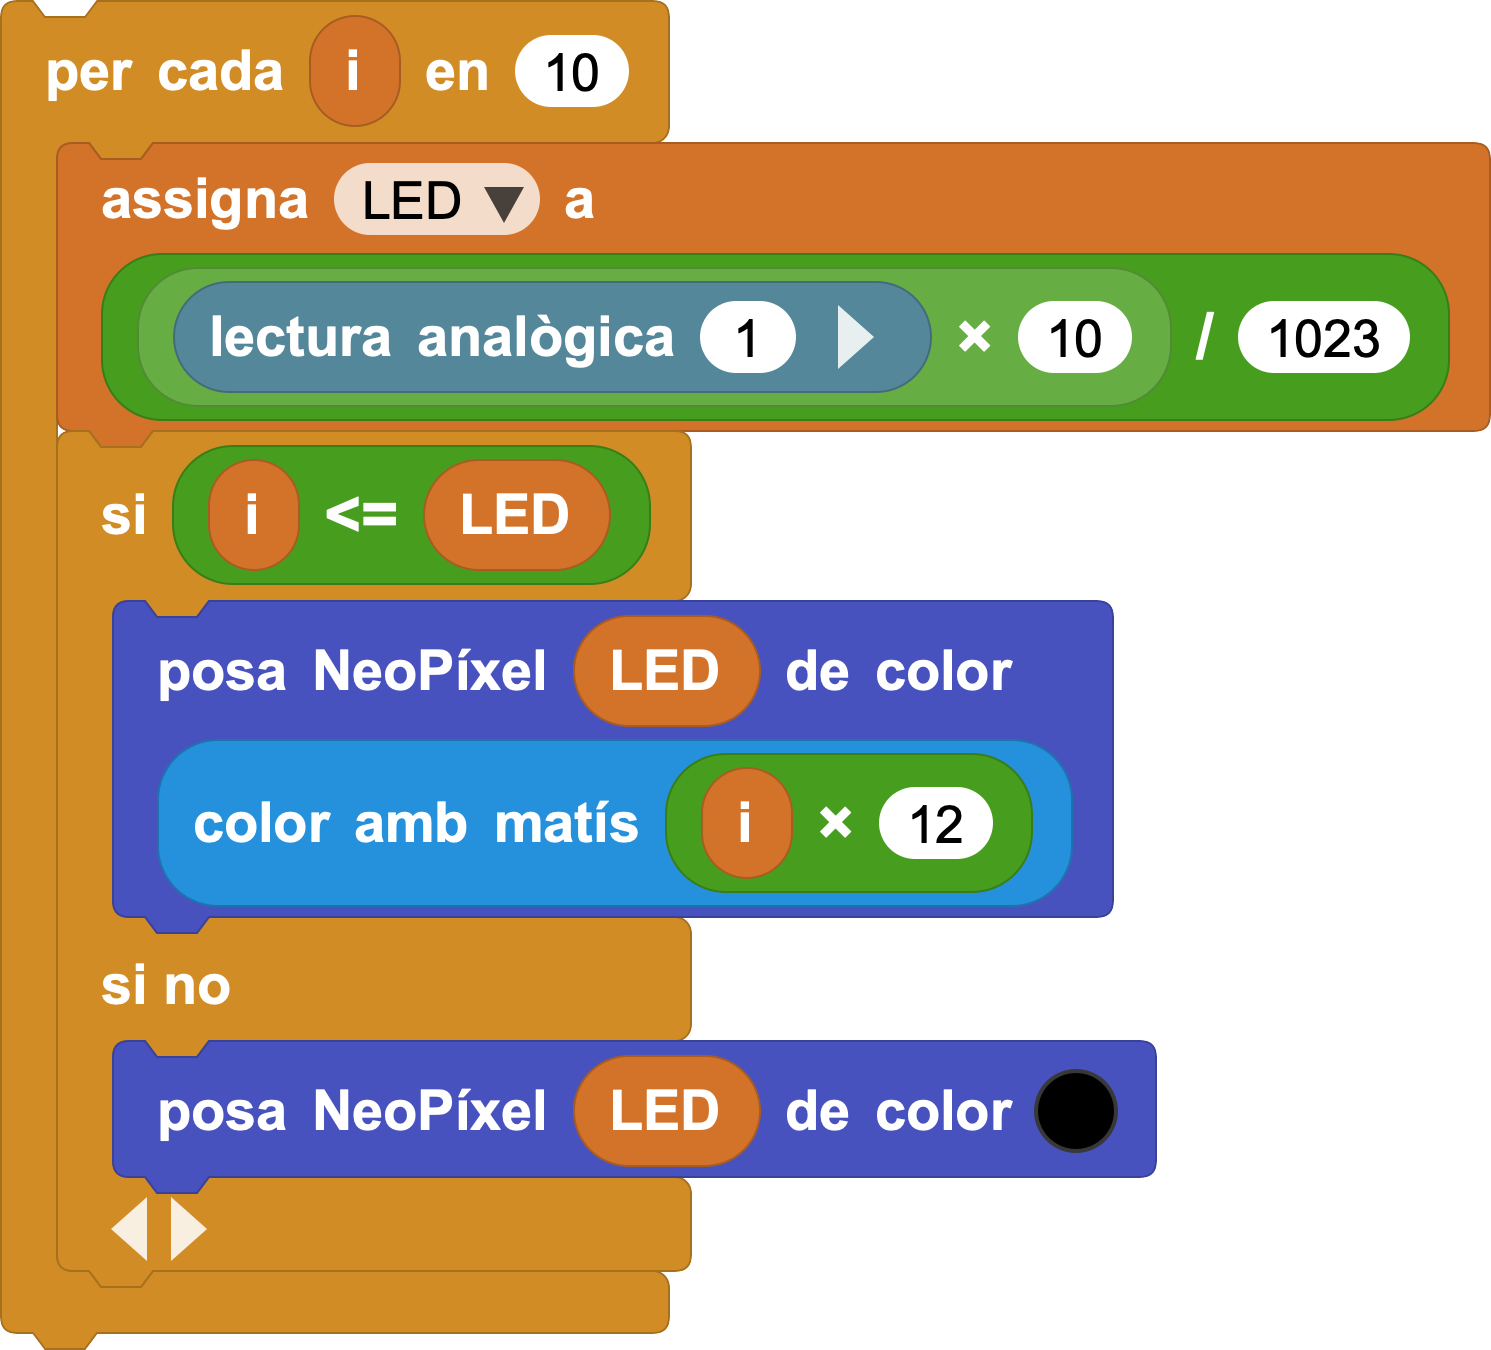 per cada i en 10
assigna LED a
lectura analògica 1 × 10 / 1023
si i <= LED
posa NeoPíxel LED de color
color amb matís i × 12
si no
posa NeoPíxel LED de color